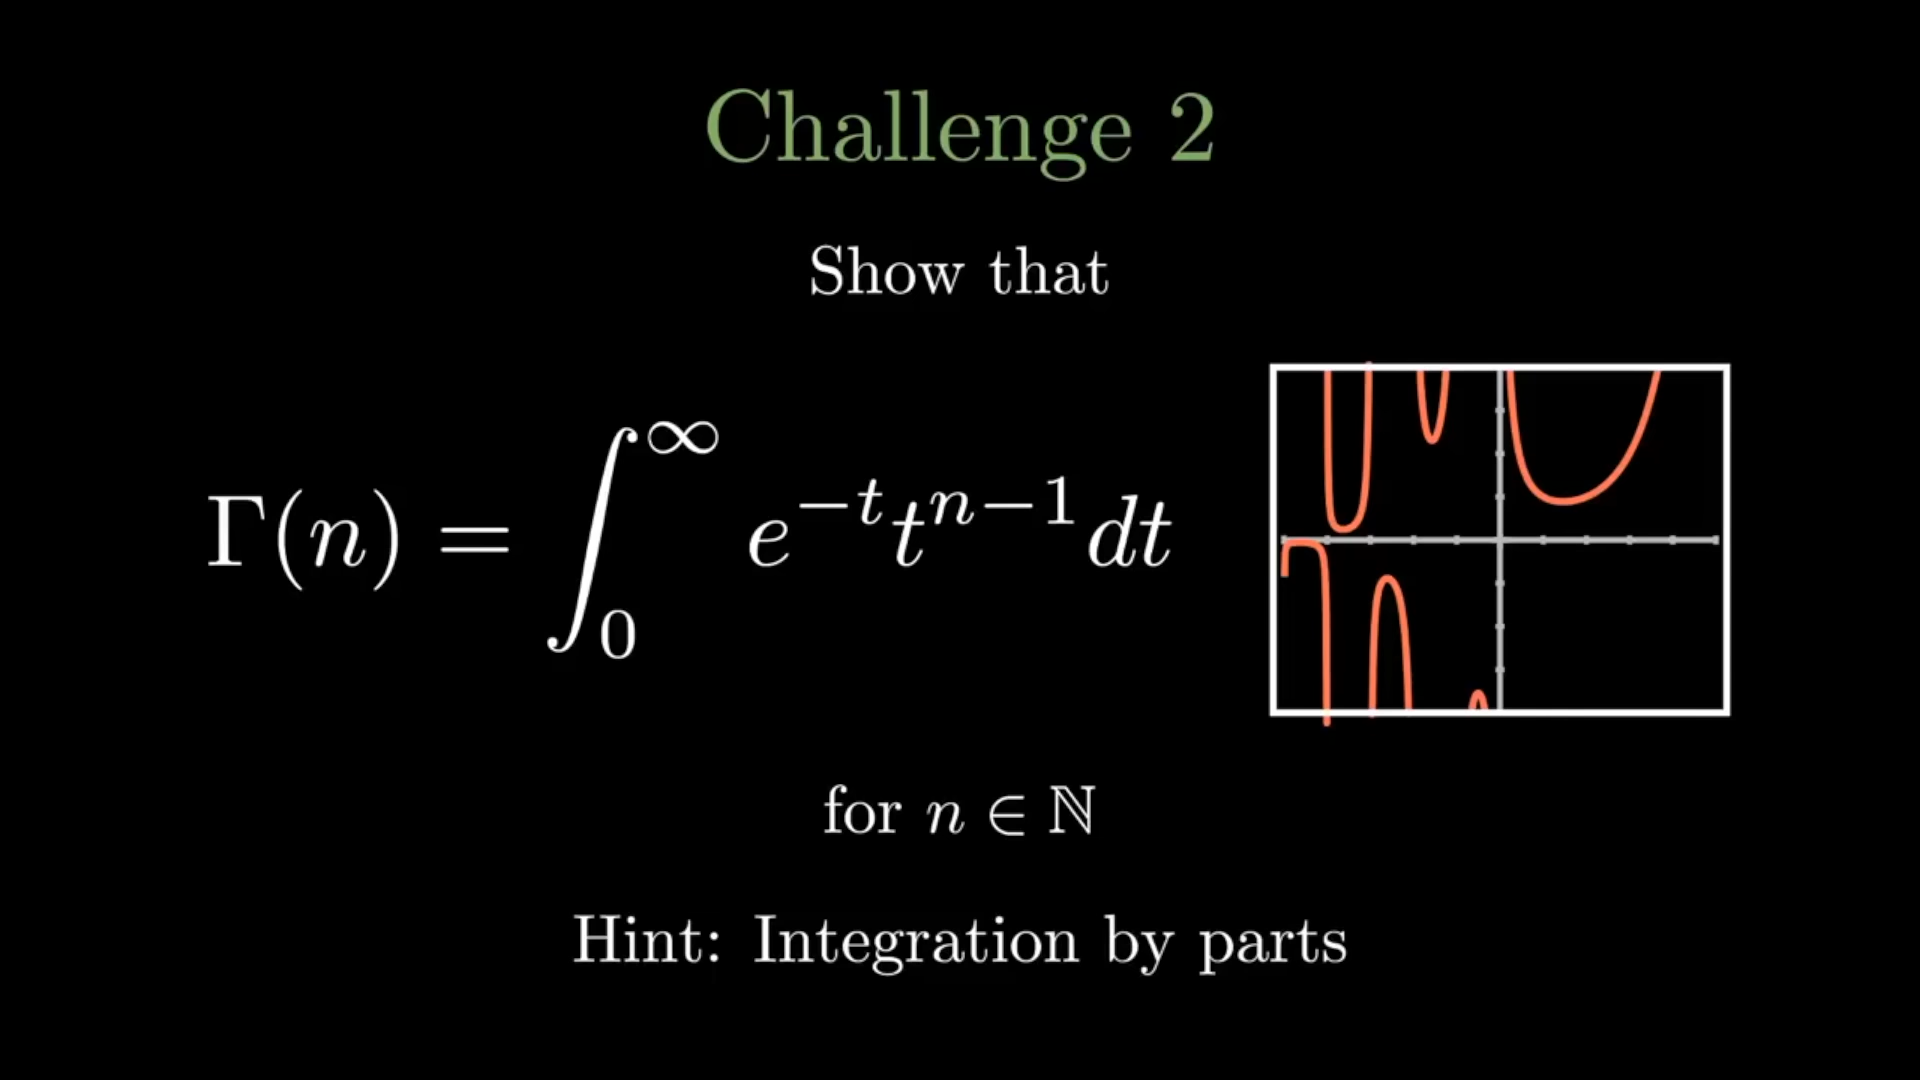 Challenge 2
Show that
Γ(n) = ∫₀^∞ e^{−t} t^{n−1} dt
for n ∈ ℕ
Hint: Integration by parts